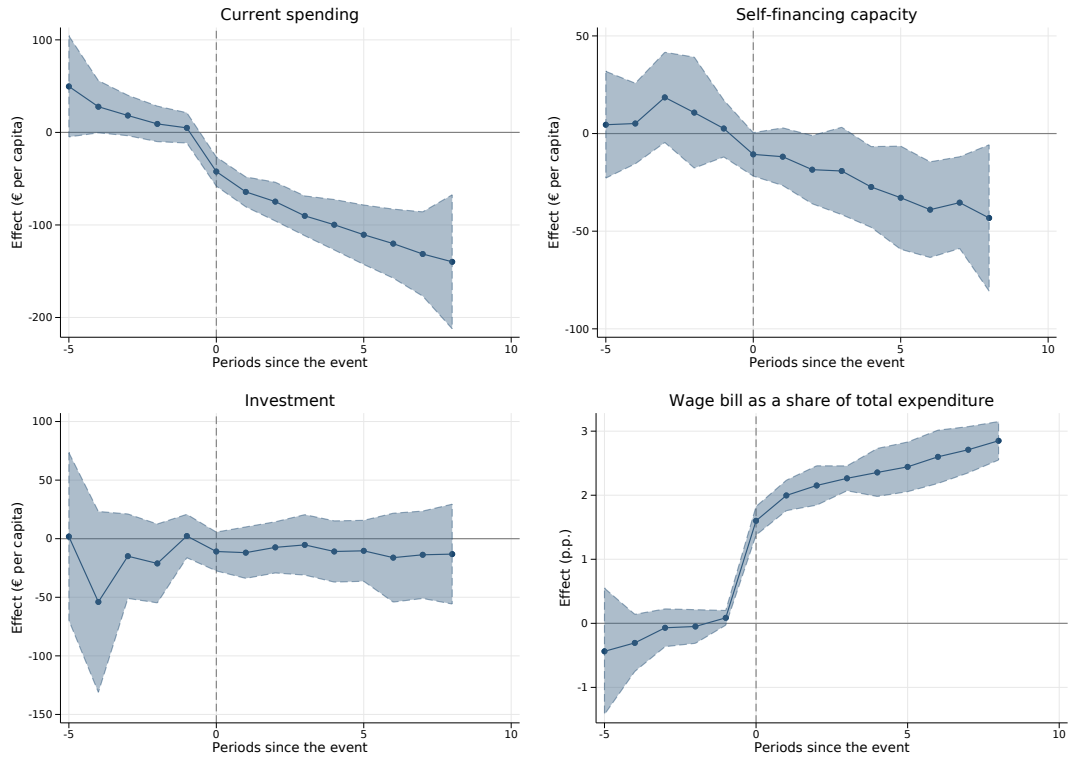 Current spending
Effect (€ per capita)
100
0
-100
-200
-5
0
5
10
Periods since the event
Self-financing capacity
Effect (€ per capita)
50
0
-50
-100
-5
0
5
10
Periods since the event
Investment
Effect (€ per capita)
100
50
0
-50
-100
-150
-5
0
5
10
Periods since the event
Wage bill as a share of total expenditure
Effect (p.p.)
3
2
1
0
-1
-5
0
5
10
Periods since the event